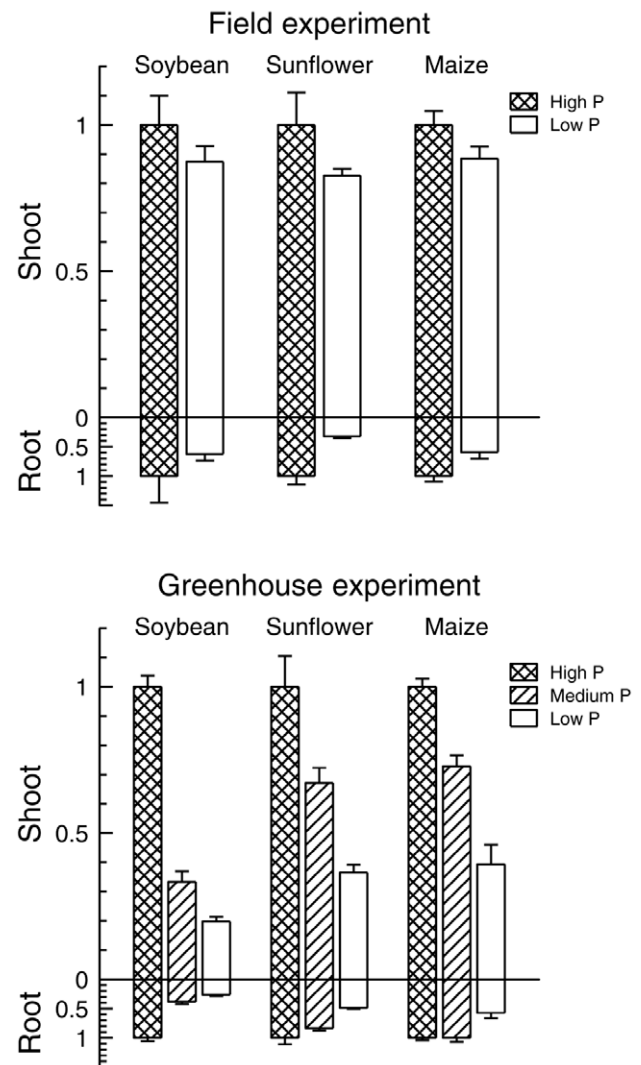 Field experiment
Soybean Sunflower Maize
High P
Low P
1
0.5
0
0.5
1
Shoot
Root
Greenhouse experiment
Soybean Sunflower Maize
High P
Medium P
Low P
1
0.5
0
0.5
1
Shoot
Root